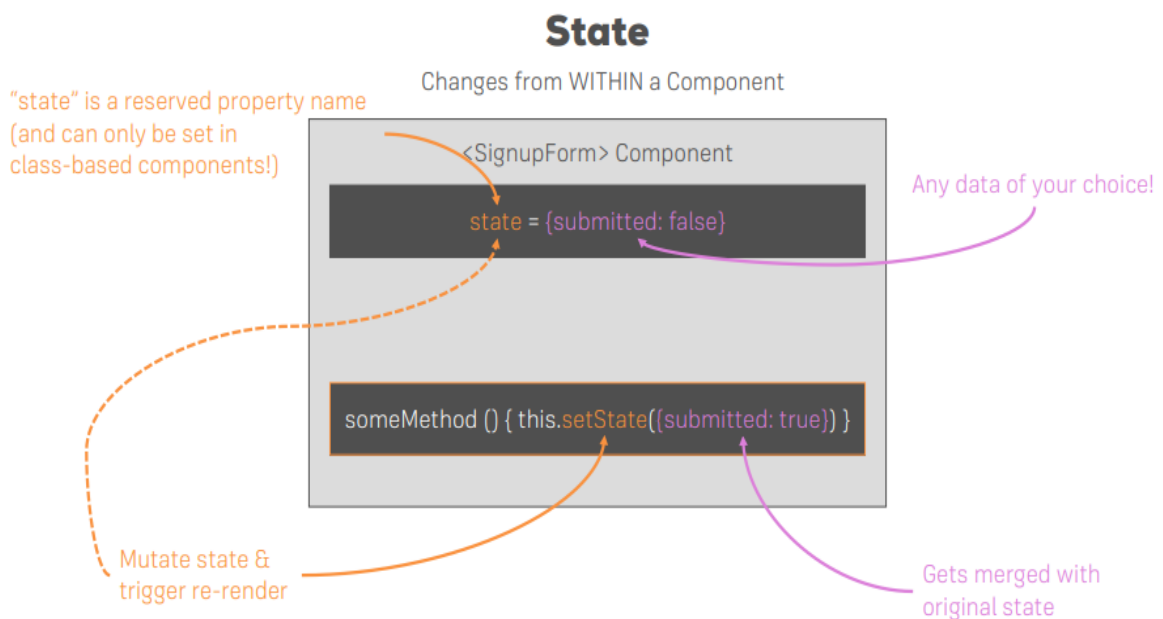 State
Changes from WITHIN a Component
"state" is a reserved property name
(and can only be set in
class-based components!)
<SignupForm> Component
Any data of your choice!
state = {submitted: false}
someMethod () { this.setState({submitted: true}) }
Mutate state &
trigger re-render
Gets merged with
original state